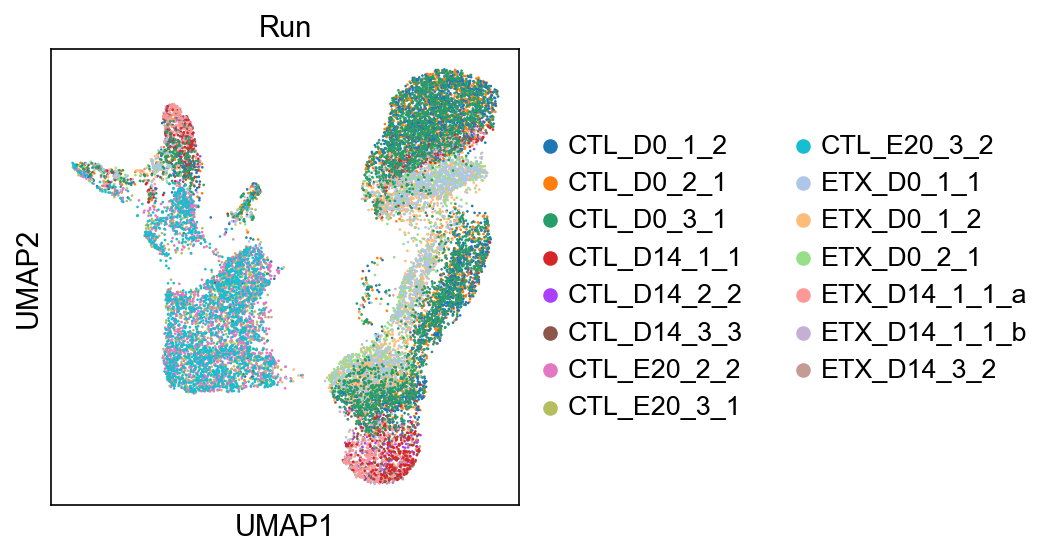 Run
UMAP2
UMAP1
CTL_D0_1_2
CTL_D0_2_1
CTL_D0_3_1
CTL_D14_1_1
CTL_D14_2_2
CTL_D14_3_3
CTL_E20_2_2
CTL_E20_3_1
CTL_E20_3_2
ETX_D0_1_1
ETX_D0_1_2
ETX_D0_2_1
ETX_D14_1_1_a
ETX_D14_1_1_b
ETX_D14_3_2